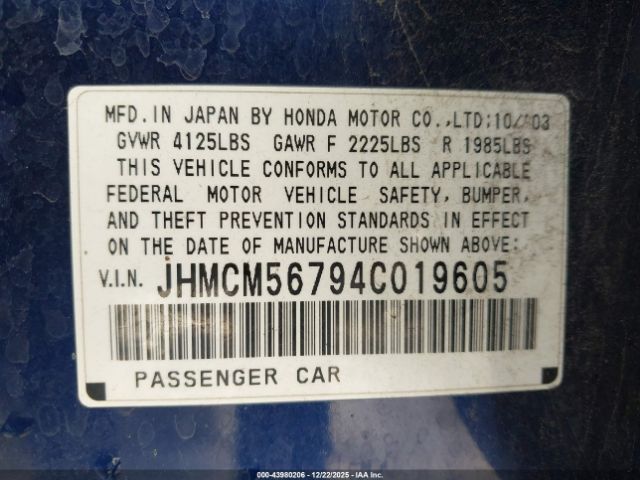 MFD. IN JAPAN BY HONDA MOTOR CO.,LTD:10/03
GVWR 4125LBS GAWR F 2225LBS R 1985LBS
THIS VEHICLE CONFORMS TO ALL APPLICABLE
FEDERAL MOTOR VEHICLE SAFETY, BUMPER,
AND THEFT PREVENTION STANDARDS IN EFFECT
ON THE DATE OF MANUFACTURE SHOWN ABOVE:
V.I.N. JHMCM56794C019605
PASSENGER CAR
000-43980206 - 12/22/2025 - IAA Inc.